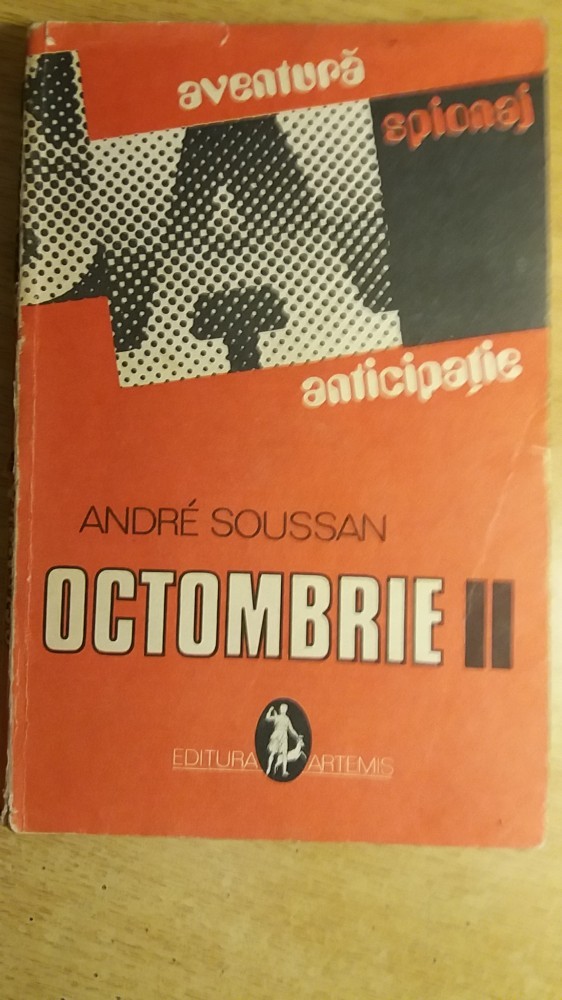 aventură
spionaj
A
anticipație
ANDRÉ SOUSSAN
OCTOMBRIE II
EDITURA ARTEMIS